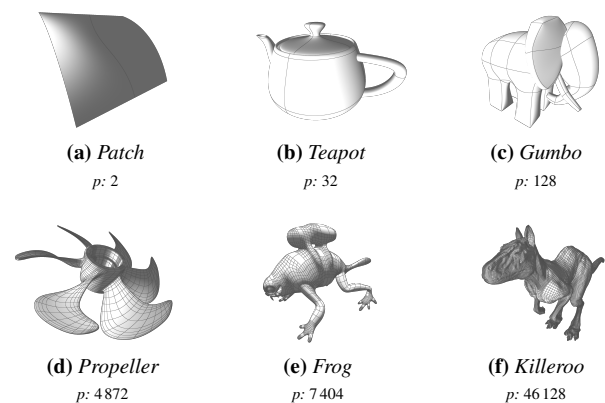 (a) Patch (b) Teapot (c) Gumbo
p: 2 p: 32 p: 128
(d) Propeller (e) Frog (f) Killeroo
p: 4 872 p: 7 404 p: 46 128